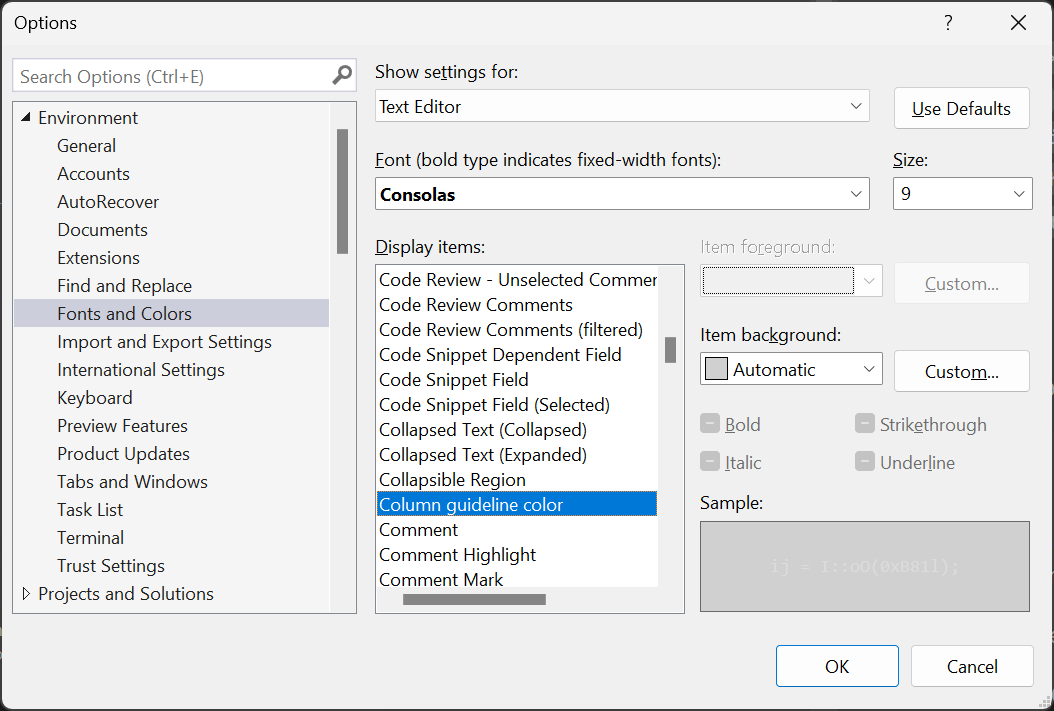 Options
?
Search Options (Ctrl+E)
Environment
General
Accounts
AutoRecover
Documents
Extensions
Find and Replace
Fonts and Colors
Import and Export Settings
International Settings
Keyboard
Preview Features
Product Updates
Tabs and Windows
Task List
Terminal
Trust Settings
Projects and Solutions
Show settings for:
Text Editor
Use Defaults
Font (bold type indicates fixed-width fonts):
Size:
Consolas
9
Display items:
Code Review - Unselected Commer
Code Review Comments
Code Review Comments (filtered)
Code Snippet Dependent Field
Code Snippet Field
Code Snippet Field (Selected)
Collapsed Text (Collapsed)
Collapsed Text (Expanded)
Collapsible Region
Column guideline color
Comment
Comment Highlight
Comment Mark
Item foreground:
Custom...
Item background:
Automatic
Custom...
Bold
Strikethrough
Italic
Underline
Sample:
ij = I::oO(0xB81l);
OK
Cancel